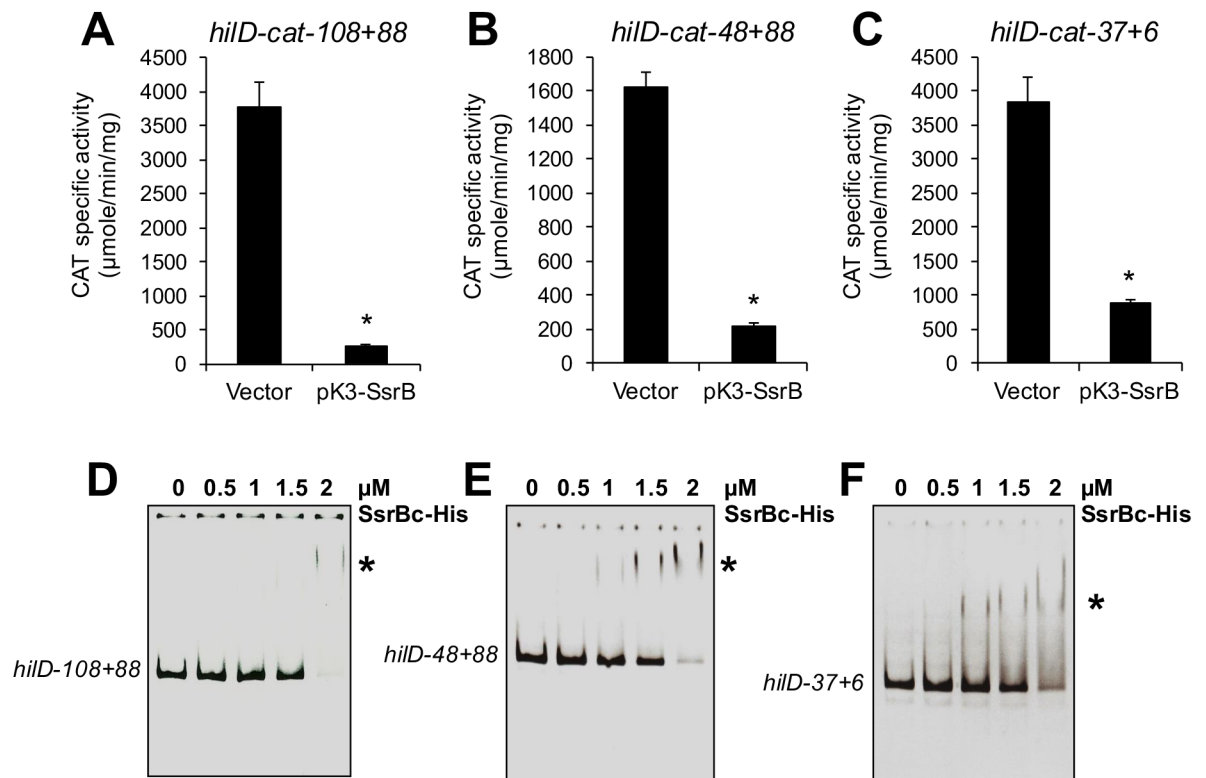 A hilD-cat-108+88
4500
4000
3500
3000
2500
2000
1500
1000
500
0
CAT specific activity
(µmole/min/mg)
*
Vector pK3-SsrB
B hilD-cat-48+88
1800
1600
1400
1200
1000
800
600
400
200
0
CAT specific activity
(µmole/min/mg)
*
Vector pK3-SsrB
C hilD-cat-37+6
4500
4000
3500
3000
2500
2000
1500
1000
500
0
CAT specific activity
(µmole/min/mg)
*
Vector pK3-SsrB
D 0 0.5 1 1.5 2 µM
SsrBc-His
*
hilD-108+88
E 0 0.5 1 1.5 2 µM
SsrBc-His
*
hilD-48+88
F 0 0.5 1 1.5 2 µM
SsrBc-His
*
hilD-37+6